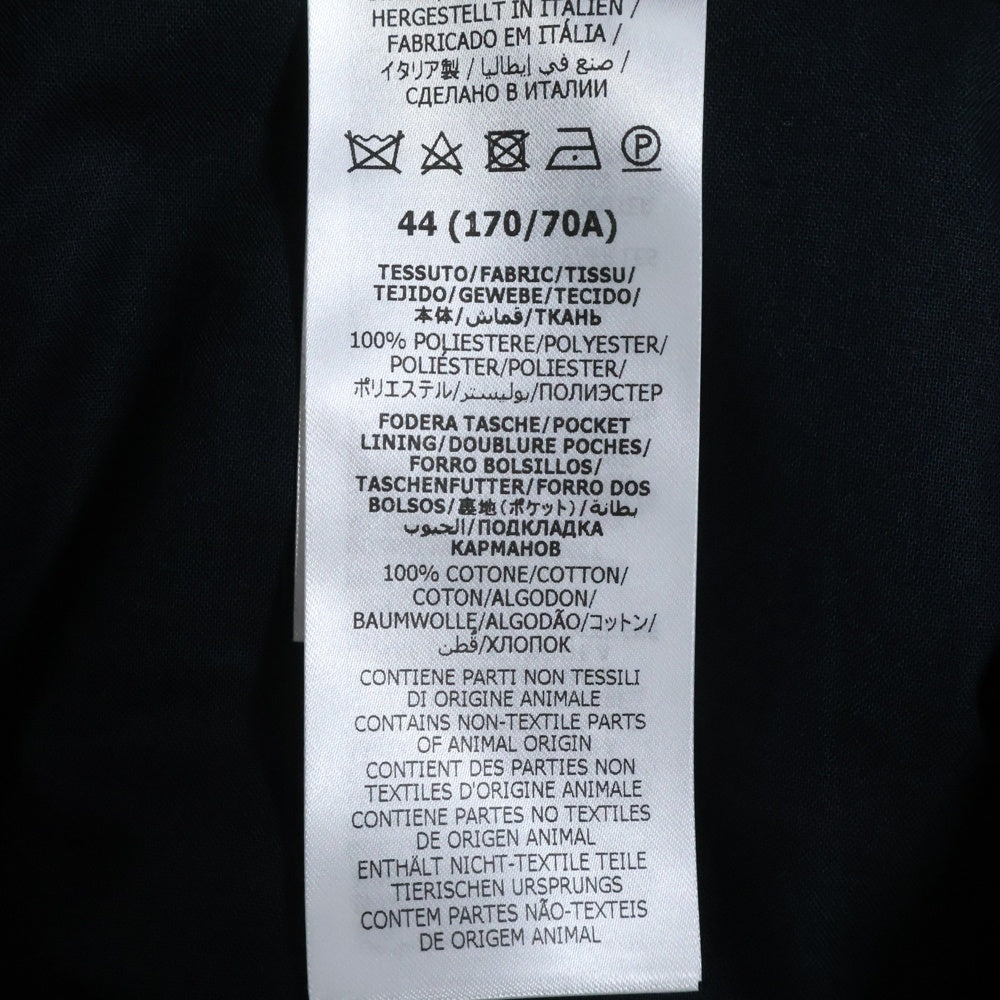 HERGESTELLT IN ITALIEN /
FABRICADO EM ITÁLIA /
イタリア製 / صنع في إيطاليا /
СДЕЛАНО В ИТАЛИИ
P
44 (170/70A)
TESSUTO/FABRIC/TISSU/
TEJIDO/GEWEBE/TECIDO/
本体/قماش/ТКАНЬ
100% POLIESTERE/POLYESTER/
POLIÉSTER/POLIESTER/
ポリエステル/بوليستر/ПОЛИЭСТЕР
FODERA TASCHE/POCKET
LINING/DOUBLURE POCHES/
FORRO BOLSILLOS/
TASCHENFUTTER/FORRO DOS
BOLSOS/裏地(ポケット)/بطانة
الجيوب/ПОДКЛАДКА
КАРМАНОВ
100% COTONE/COTTON/
COTON/ALGODON/
BAUMWOLLE/ALGODÃO/コットン/
قُطن/ХЛОПОК
CONTIENE PARTI NON TESSILI
DI ORIGINE ANIMALE
CONTAINS NON-TEXTILE PARTS
OF ANIMAL ORIGIN
CONTIENT DES PARTIES NON
TEXTILES D'ORIGINE ANIMALE
CONTIENE PARTES NO TEXTILES
DE ORIGEN ANIMAL
ENTHÄLT NICHT-TEXTILE TEILE
TIERISCHEN URSPRUNGS
CONTEM PARTES NÃO-TEXTEIS
DE ORIGEM ANIMAL